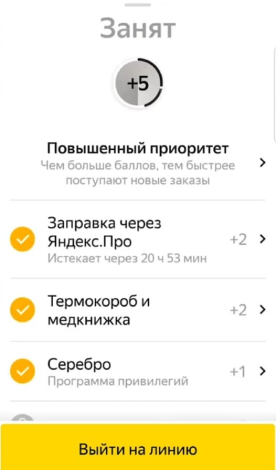 Занят
+5
Повышенный приоритет
Чем больше баллов, тем быстрее
поступают новые заказы
Заправка через
Яндекс.Про
+2
Истекает через 20 ч 53 мин
Термокороб и
медкнижка
+2
Серебро
+1
Программа привилегий
Выйти на линию